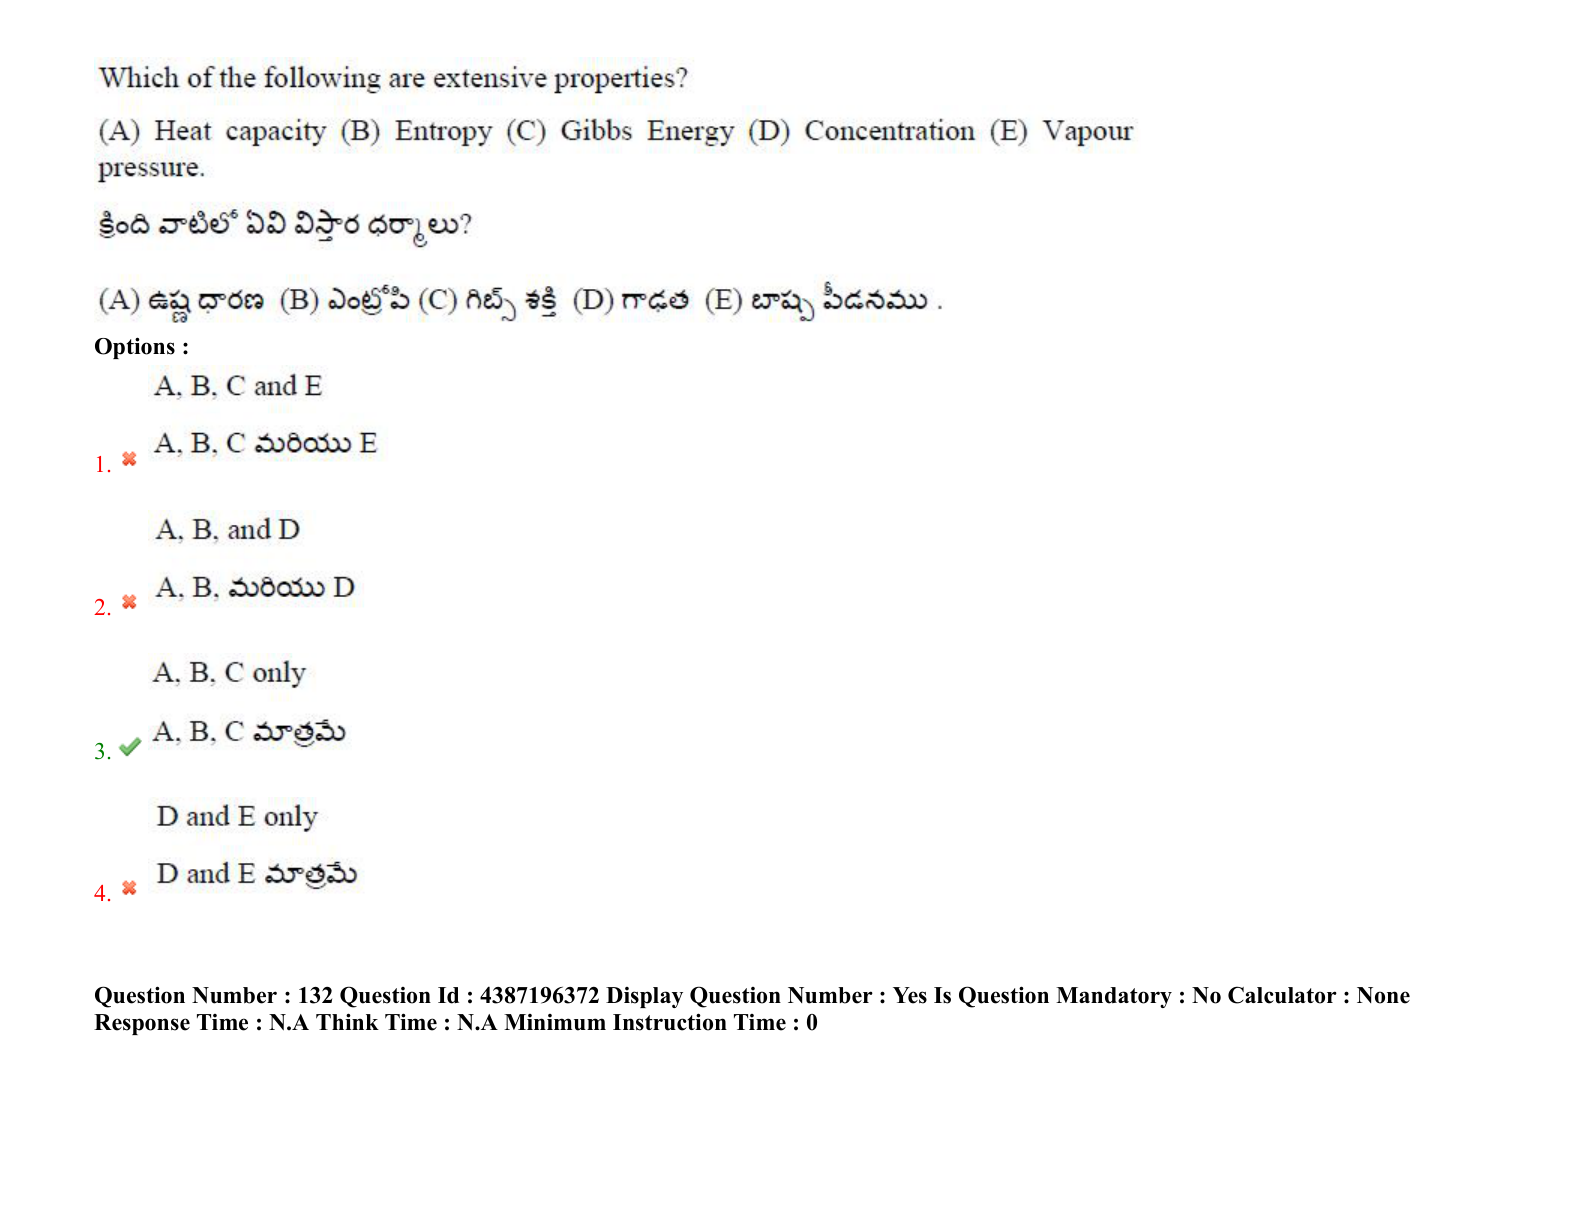 Which of the following are extensive properties?
(A) Heat capacity (B) Entropy (C) Gibbs Energy (D) Concentration (E) Vapour
pressure.
క్రింది వాటిలో ఏవి విస్తార ధర్మాలు?
(A) ఉష్ణ ధారణ (B) ఎంట్రోపి (C) గిబ్స్ శక్తి (D) గాఢత (E) బాష్ప పీడనము .
Options :
A, B, C and E
A, B, C మరియు E
1.
A, B, and D
A, B, మరియు D
2.
A, B, C only
A, B, C మాత్రమే
3.
D and E only
D and E మాత్రమే
4.
Question Number : 132 Question Id : 4387196372 Display Question Number : Yes Is Question Mandatory : No Calculator : None
Response Time : N.A Think Time : N.A Minimum Instruction Time : 0